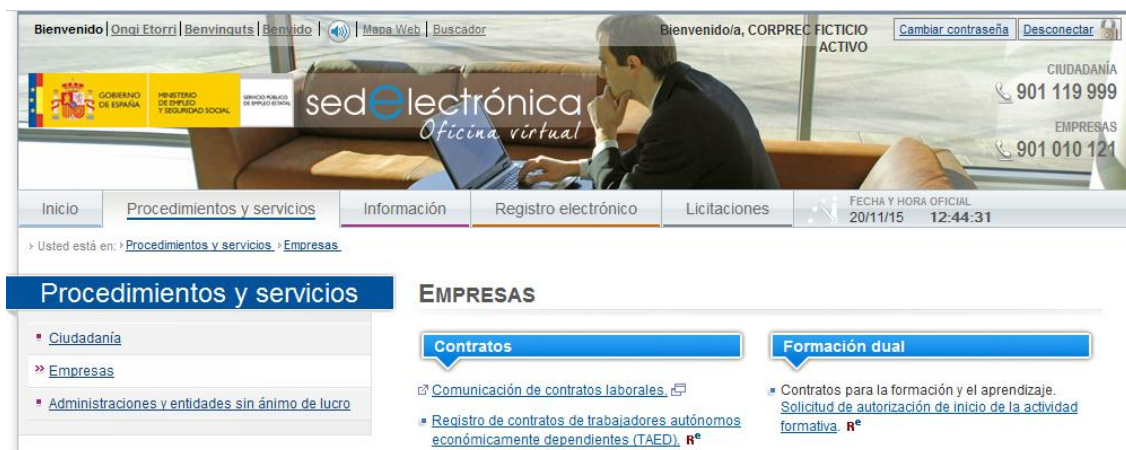 Bienvenido | Ongi Etorri | Benvinguts | Benvido | Mapa Web | Buscador
Bienvenido/a, CORPREC FICTICIO
ACTIVO
Cambiar contraseña
Desconectar
GOBIERNO
DE ESPAÑA
MINISTERIO
DE EMPLEO
Y SEGURIDAD SOCIAL
SERVICIO PÚBLICO
DE EMPLEO ESTATAL
sedelectrónica
Oficina virtual
CIUDADANÍA
901 119 999
EMPRESAS
901 010 121
Inicio
Procedimientos y servicios
Información
Registro electrónico
Licitaciones
FECHA Y HORA OFICIAL
20/11/15 12:44:31
Usted está en: Procedimientos y servicios Empresas
Procedimientos y servicios
Ciudadanía
Empresas
Administraciones y entidades sin ánimo de lucro
EMPRESAS
Contratos
Comunicación de contratos laborales.
Registro de contratos de trabajadores autónomos
económicamente dependientes (TAED). Re
Formación dual
Contratos para la formación y el aprendizaje.
Solicitud de autorización de inicio de la actividad
formativa. Re